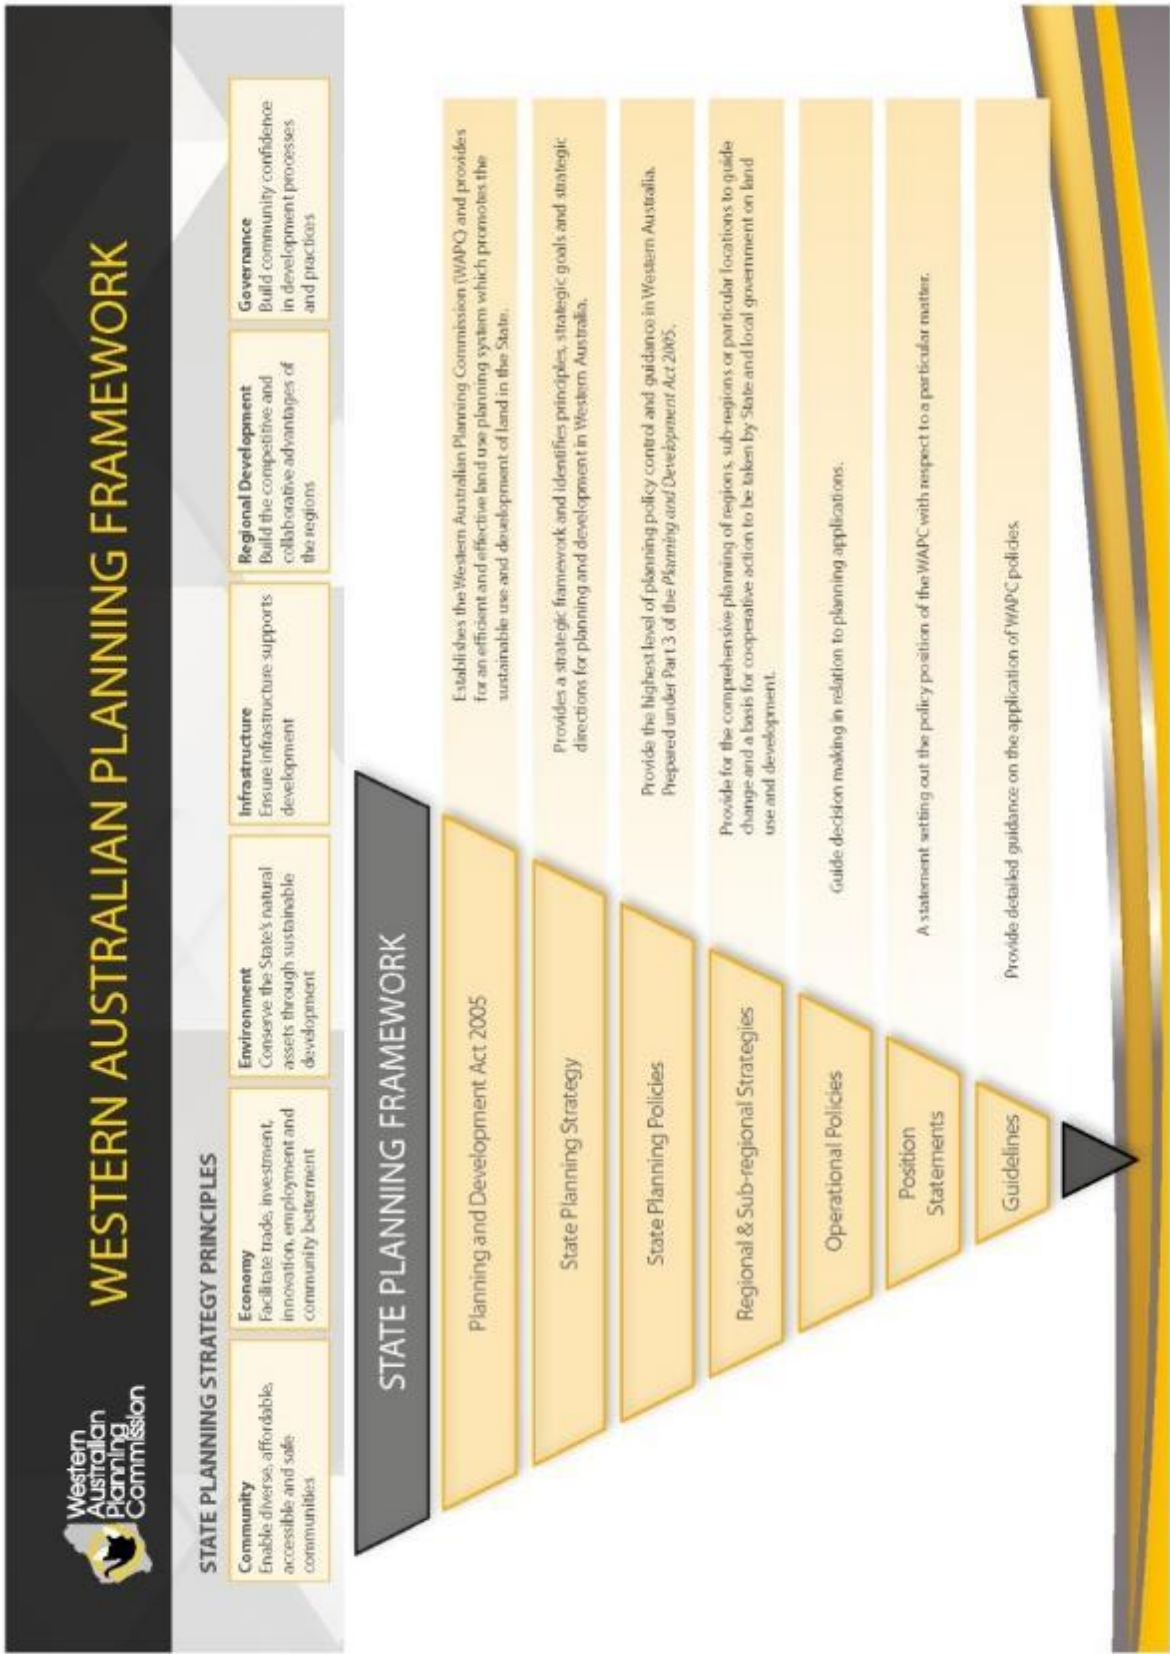 Western
Australian
Planning
Commission
WESTERN AUSTRALIAN PLANNING FRAMEWORK
STATE PLANNING STRATEGY PRINCIPLES
Community
Enable diverse, affordable,
accessible and safe
communities
Economy
Facilitate trade, investment,
innovation, employment and
community betterment
Environment
Conserve the State's natural
assets through sustainable
development
Infrastructure
Ensure infrastructure supports
development
Regional Development
Build the competitive and
collaborative advantages of
the regions
Governance
Build community confidence
in development processes
and practices
STATE PLANNING FRAMEWORK
Planning and Development Act 2005
Establishes the Western Australian Planning Commission (WAPC) and provides
for an efficient and effective land use planning system which promotes the
sustainable use and development of land in the State.
State Planning Strategy
Provides a strategic framework and identifies principles, strategic goals and strategic
directions for planning and development in Western Australia.
State Planning Policies
Provide the highest level of planning policy control and guidance in Western Australia.
Prepared under Part 3 of the Planning and Development Act 2005.
Regional & Sub-regional Strategies
Provide for the comprehensive planning of regions, sub-regions or particular locations to guide
change and a basis for cooperative action to be taken by State and local government on land
use and development.
Operational Policies
Guide decision making in relation to planning applications.
Position
Statements
A statement setting out the policy position of the WAPC with respect to a particular matter.
Guidelines
Provide detailed guidance on the application of WAPC policies.